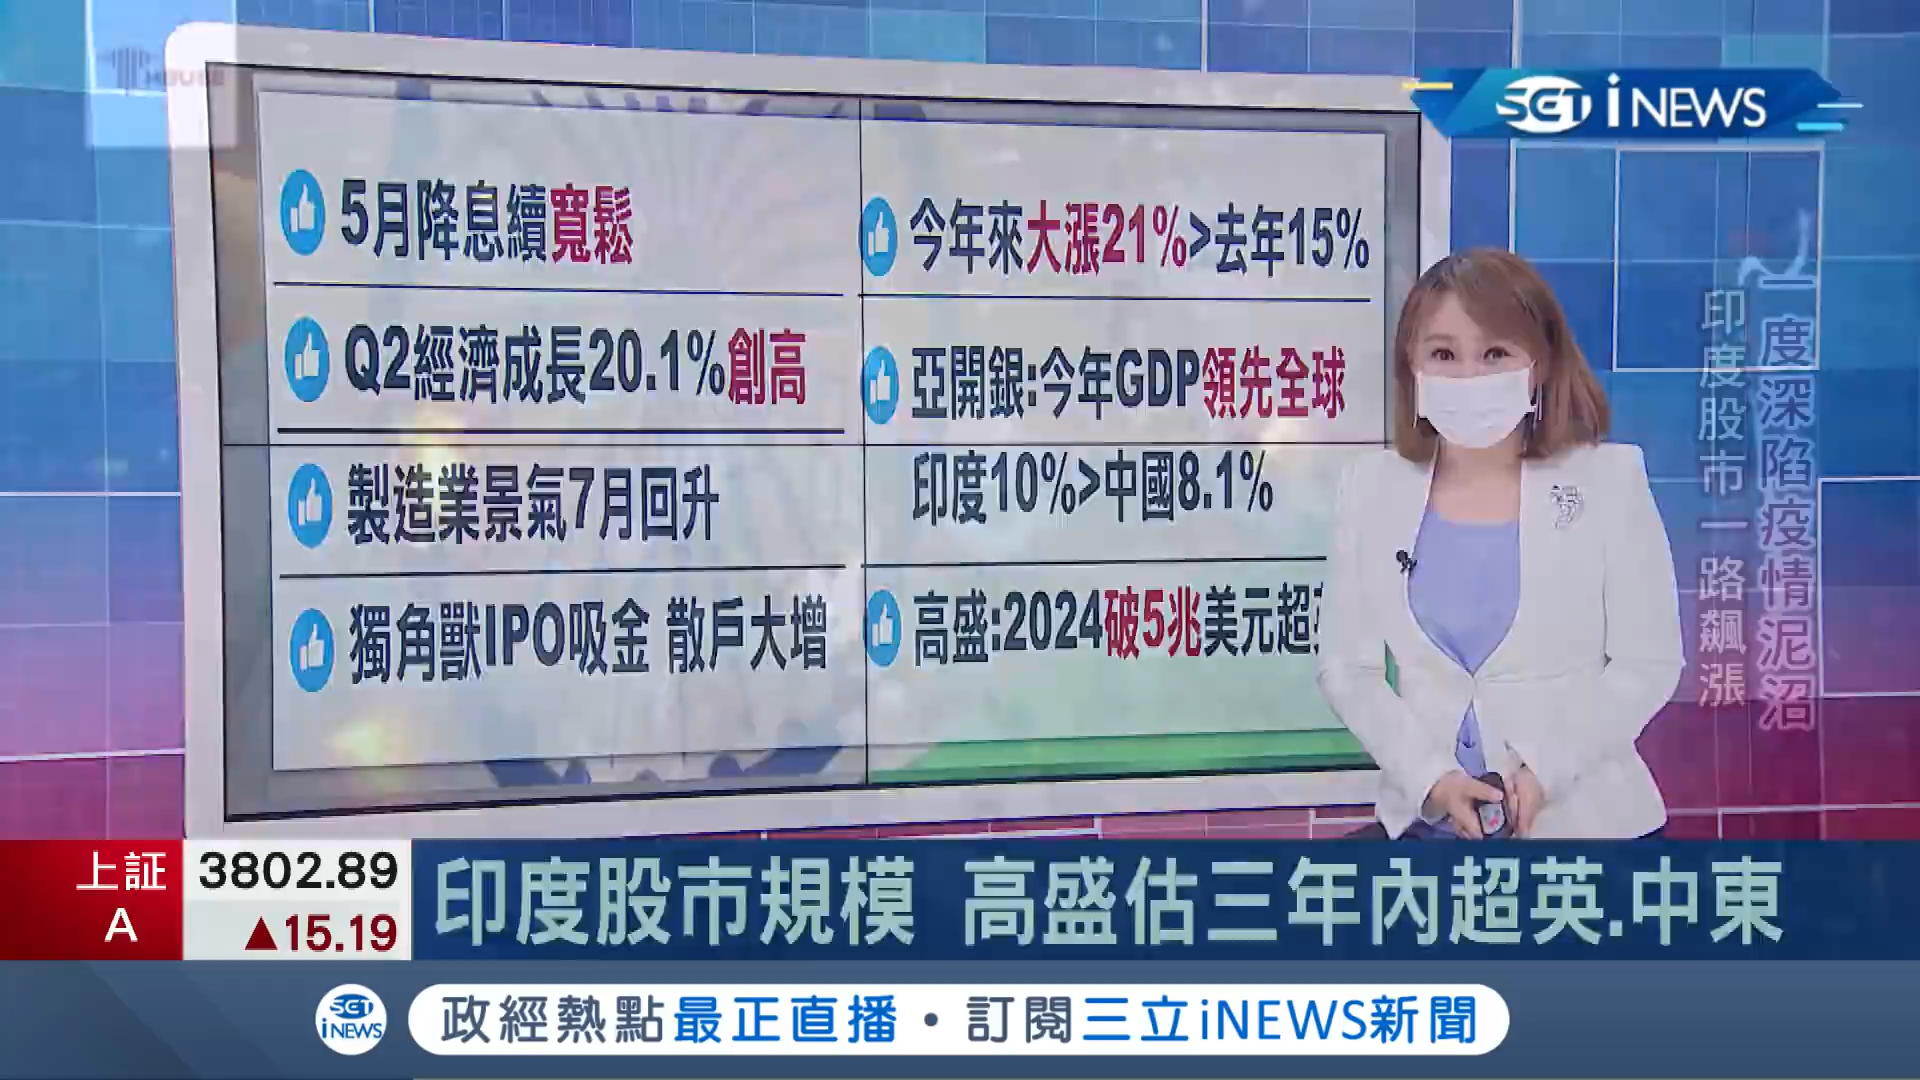 HOUSE
SET iNEWS
5月降息續寬鬆
Q2經濟成長20.1%創高
製造業景氣7月回升
獨角獸IPO吸金 散戶大增
今年來大漲21%>去年15%
亞開銀:今年GDP領先全球
印度10%>中國8.1%
高盛:2024破5兆美元超
一度深陷疫情泥沼
印度股市一路飆漲
上証
A
3802.89
▲15.19
印度股市規模 高盛估三年內超英.中東
SET iNEWS
政經熱點最正直播・訂閱三立iNEWS新聞